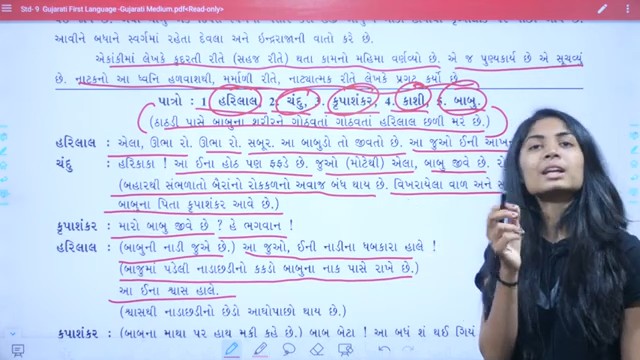 Std- 9 Gujarati First Language -Gujarati Medium.pdf<Read-only>
આવીને બધાને સ્વર્ગમાં રહેતા દેવલા અને ઇન્દ્રરાજાની વાતો કરે છે.
એકાંકીમાં લેખકે કુદરતી રીતે (સહજ રીતે) થતા કામનો મહિમા વર્ણવ્યો છે. એ જ પુણ્યકાર્ય છે એ સૂચવ્યું
છે. નાટકનો આ ધ્વનિ હળવાશથી, મર્માળી રીતે, નાટ્યાત્મક રીતે લેખકે પ્રગટ કર્યો છે.
પાત્રો : 1. હરિલાલ 2. ચંદુ, 3. કૃપાશંકર, 4. કાશી, 5. બાબુ.
(ઠાઠડી પાસે બાબુના શરીરને ગોઠવતાં ગોઠવતાં હરિલાલ છળી મરે છે.)
હરિલાલ : એલા, ઊભા રો. ઊભા રો. સબૂર. આ બાબુડો તો જીવતો છે. આ જુઓ ઈની આંખના
ચંદુ : હરિકાકા ! આ ઈના હોઠ પણ ફફડે છે. જુઓ (મોટેથી) એલા, બાબુ જીવે છે.
(બહારથી સંભળાતો બૈરાંનો રોકકળનો અવાજ બંધ થાય છે. વિખરાયેલા વાળ અને
બાબુના પિતા કૃપાશંકર આવે છે.)
કૃપાશંકર : મારો બાબુ જીવે છે ? હે ભગવાન !
હરિલાલ : (બાબુની નાડી જુએ છે.) આ જુઓ, ઈની નાડીના ધબકારા હાલે !
(બાજુમાં પડેલી નાડાછડીનો કકડો બાબુના નાક પાસે રાખે છે.)
આ ઈના શ્વાસ હાલે.
(શ્વાસથી નાડાછડીનો છેડો આઘોપાછો થાય છે.)
કૃપાશંકર : (બાબુના માથા પર હાથ મૂકી કહે છે.) બાબુ બેટા ! આ બધું શું થઈ ગિયું